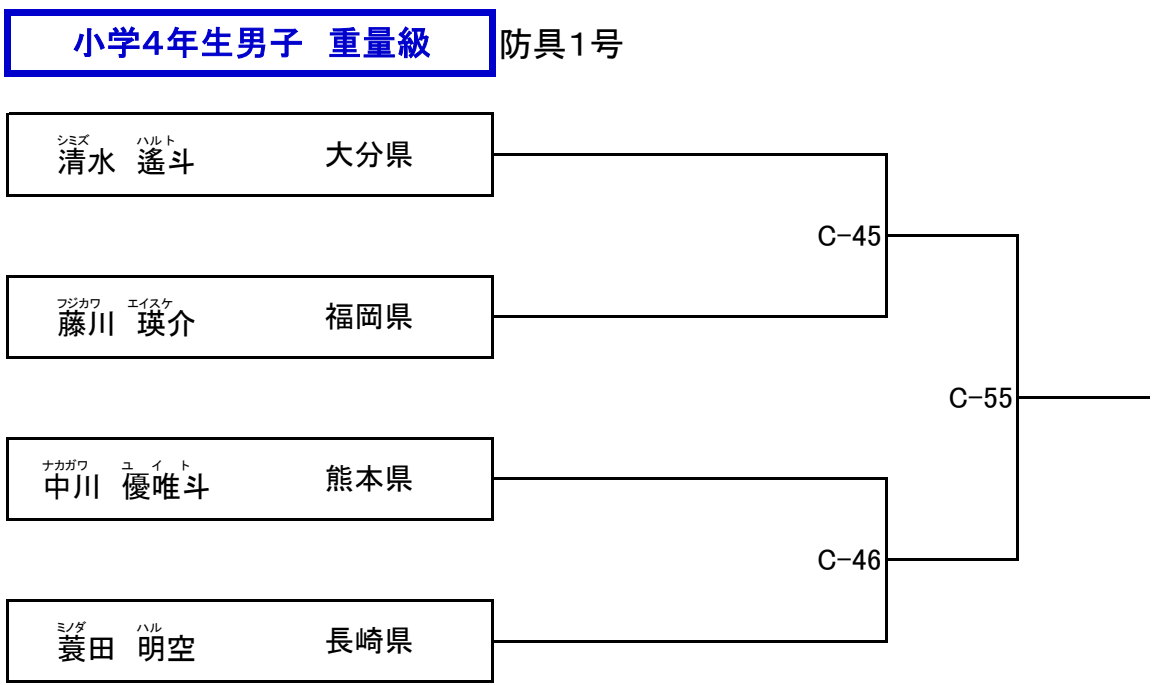 小学４年生男子　重量級
防具１号
シミズ　ハルト
清水　遙斗　大分県
C−45
フジカワ　エイスケ
藤川　瑛介　福岡県
C−55
ナカガワ　ユイト
中川　優唯斗　熊本県
C−46
ミノダ　ハル
蓑田　明空　長崎県